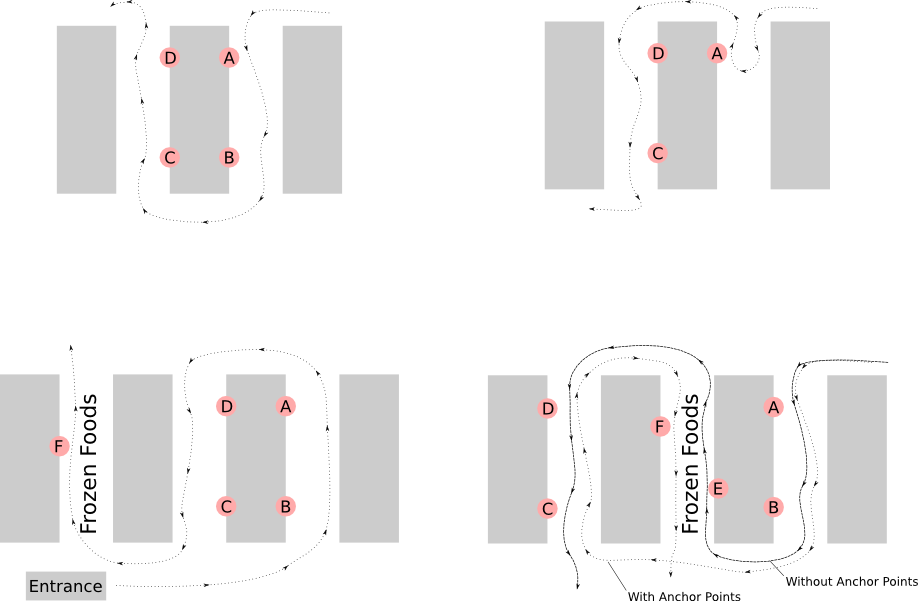 D A
C B
D A
C
D A
F
C B
Frozen Foods
Entrance
D A
F
E
C B
Frozen Foods
Without Anchor Points
With Anchor Points